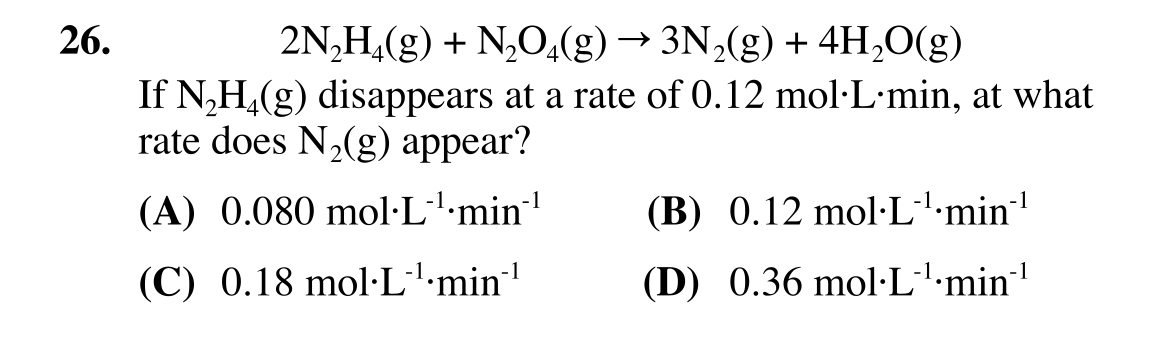 26. 2N₂H₄(g) + N₂O₄(g) → 3N₂(g) + 4H₂O(g)
If N₂H₄(g) disappears at a rate of 0.12 mol·L·min, at what
rate does N₂(g) appear?
(A) 0.080 mol·L⁻¹·min⁻¹ (B) 0.12 mol·L⁻¹·min⁻¹
(C) 0.18 mol·L⁻¹·min⁻¹ (D) 0.36 mol·L⁻¹·min⁻¹